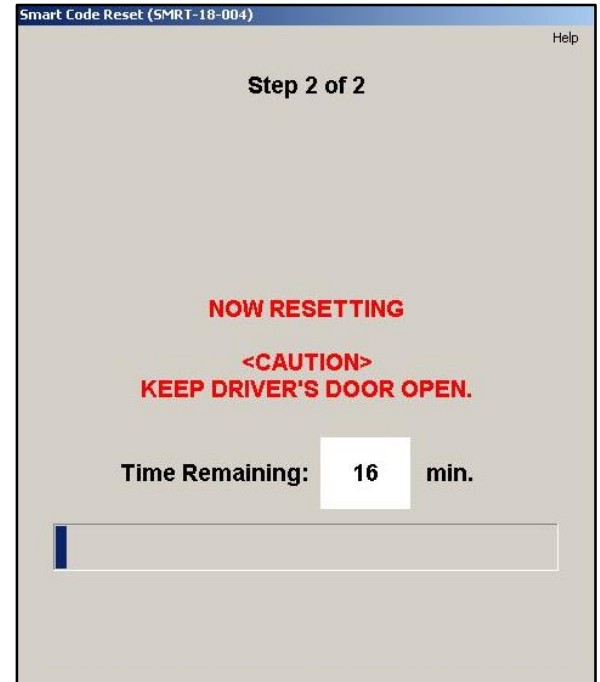 Smart Code Reset (SMRT-18-004)
Help
Step 2 of 2
NOW RESETTING
<CAUTION>
KEEP DRIVER'S DOOR OPEN.
Time Remaining: 16 min.